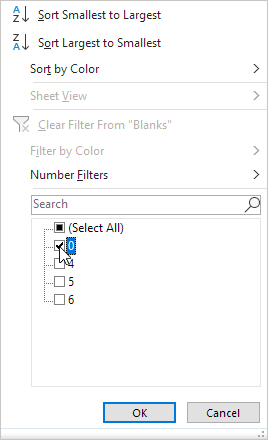 A
Z
Sort Smallest to Largest
Z
A
Sort Largest to Smallest
Sort by Color
Sheet View
Clear Filter From "Blanks"
Filter by Color
Number Filters
Search
(Select All)
0
4
5
6
OK
Cancel